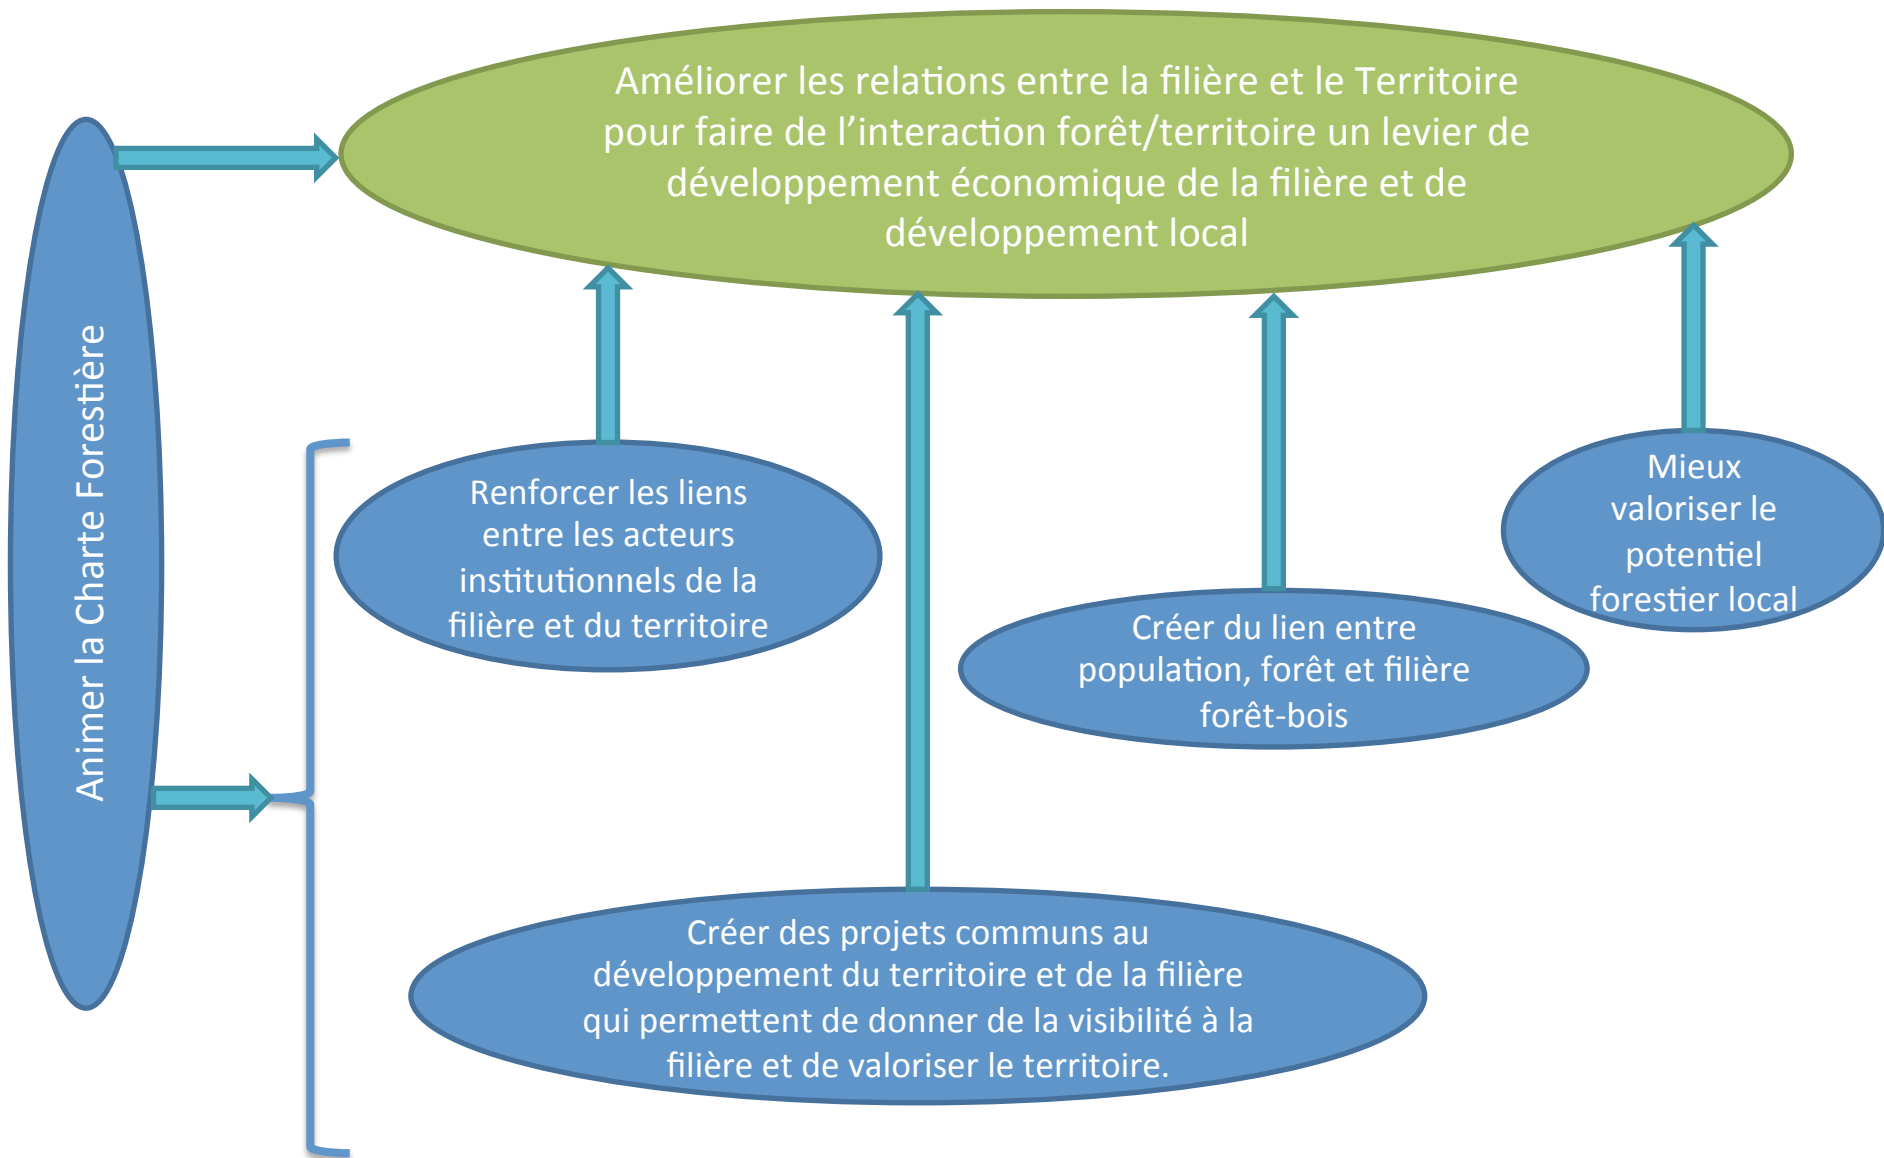 Améliorer les relations entre la filière et le Territoire
pour faire de l’interaction forêt/territoire un levier de
développement économique de la filière et de
développement local
Animer la Charte Forestière
Renforcer les liens
entre les acteurs
institutionnels de la
filière et du territoire
Créer du lien entre
population, forêt et filière
forêt-bois
Mieux
valoriser le
potentiel
forestier local
Créer des projets communs au
développement du territoire et de la filière
qui permettent de donner de la visibilité à la
filière et de valoriser le territoire.